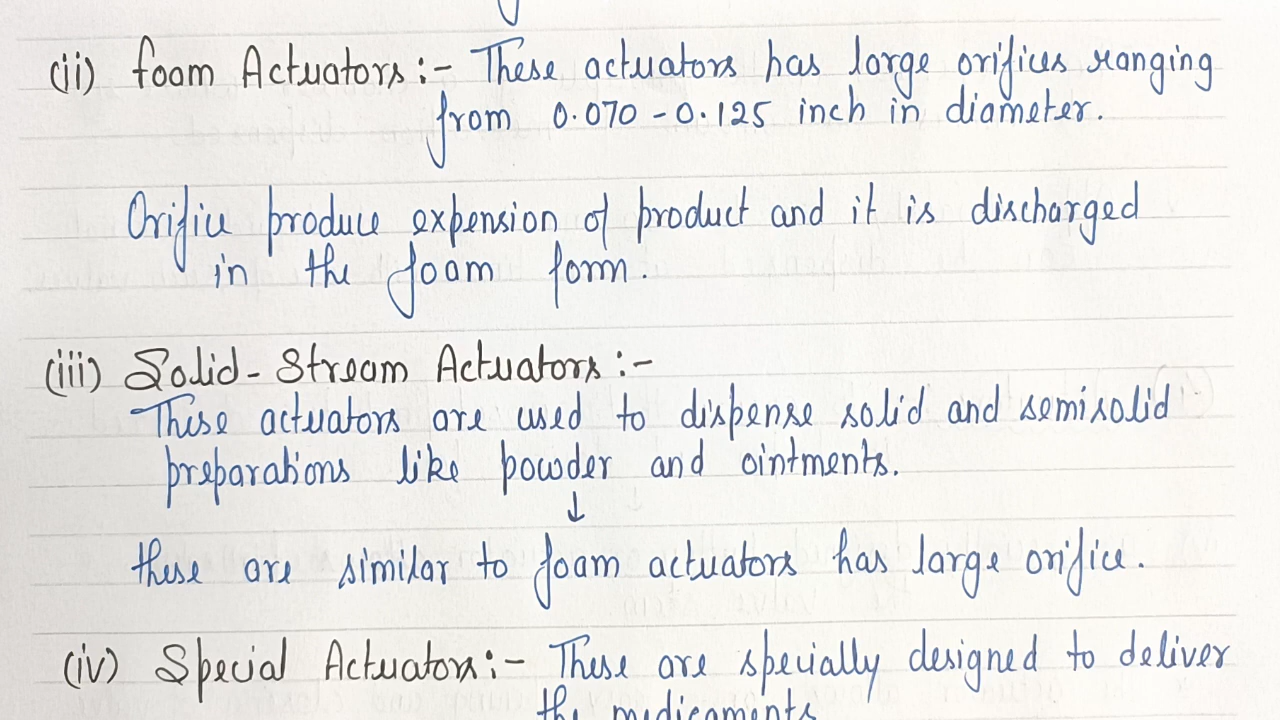 (ii) foam Actuators :- These actuators has large orifices ranging
from 0.070 - 0.125 inch in diameter.
Orifice produce expension of product and it is discharged
in the foam form.
(iii) Solid - Stream Actuators :-
These actuators are used to dispense solid and semisolid
preparations like powder and ointments.
↓
these are similar to foam actuators has large orifice.
(iv) Special Actuators :- These are specially designed to deliver
the medicaments